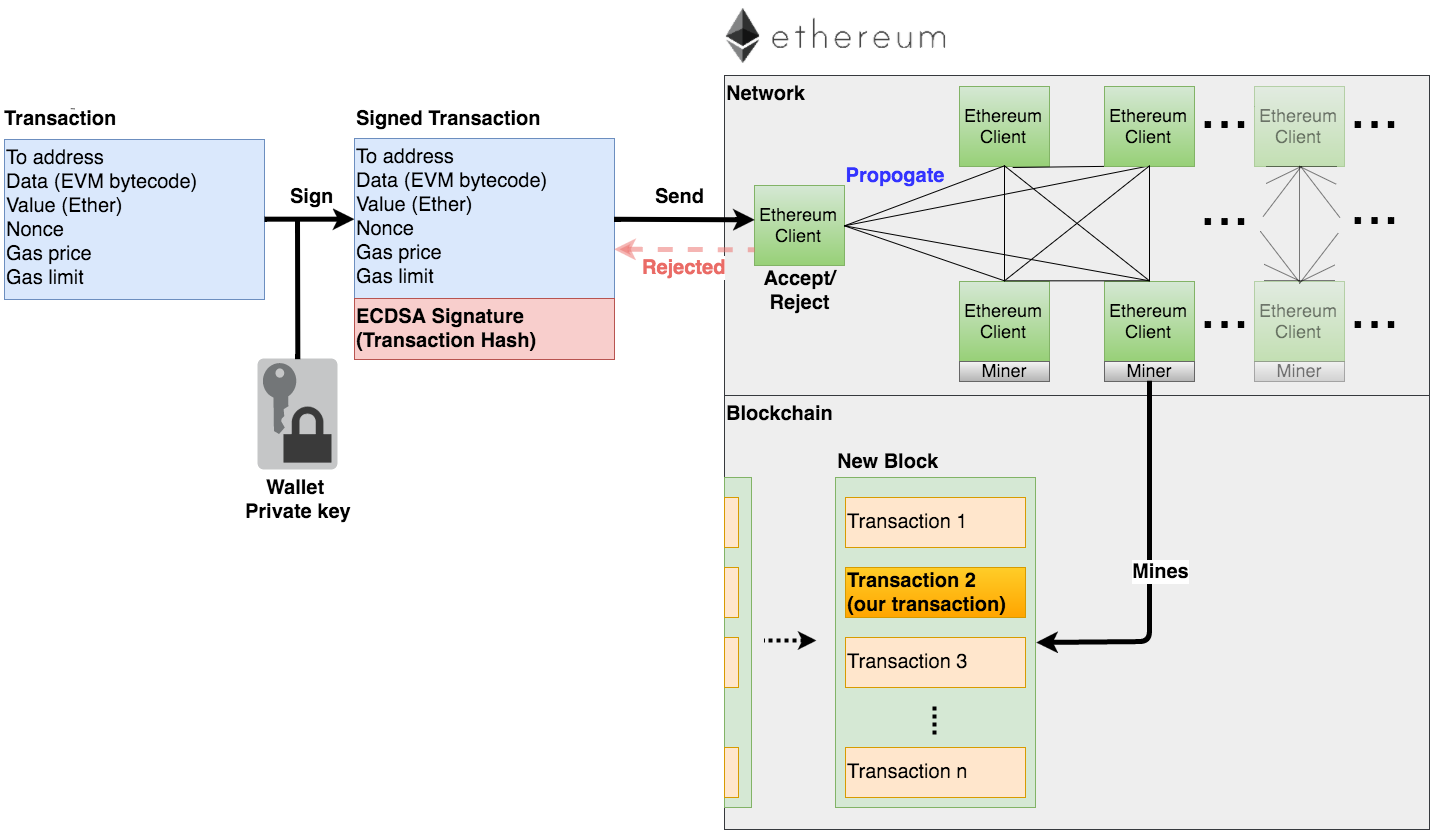 ethereum
Transaction
To address
Data (EVM bytecode)
Value (Ether)
Nonce
Gas price
Gas limit
Sign
Wallet
Private key
Signed Transaction
To address
Data (EVM bytecode)
Value (Ether)
Nonce
Gas price
Gas limit
ECDSA Signature
(Transaction Hash)
Send
Rejected
Network
Ethereum
Client
Accept/
Reject
Propogate
Ethereum
Client
Ethereum
Client
Ethereum
Client
Ethereum
Client
Miner
Ethereum
Client
Miner
Ethereum
Client
Miner
Blockchain
New Block
Transaction 1
Transaction 2
(our transaction)
Transaction 3
Transaction n
Mines